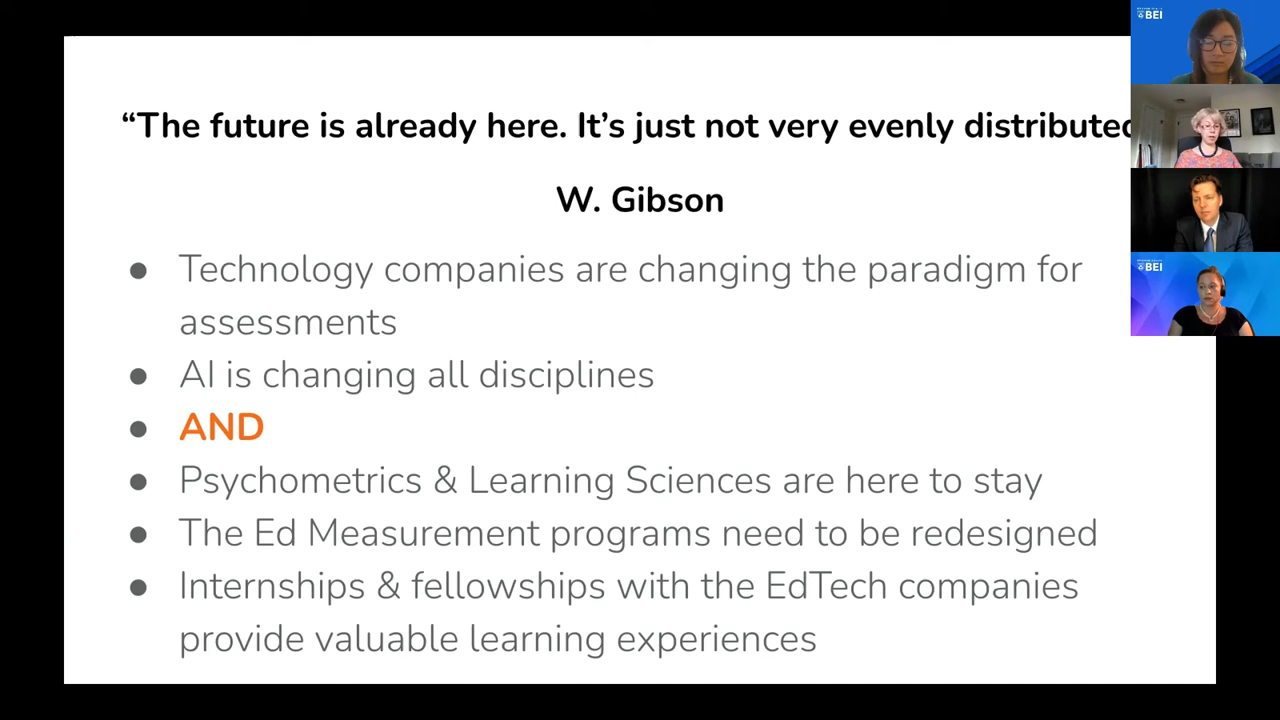 “The future is already here. It’s just not very evenly distributed
W. Gibson
● Technology companies are changing the paradigm for
assessments
● AI is changing all disciplines
● AND
● Psychometrics & Learning Sciences are here to stay
● The Ed Measurement programs need to be redesigned
● Internships & fellowships with the EdTech companies
provide valuable learning experiences
BEI
BEI